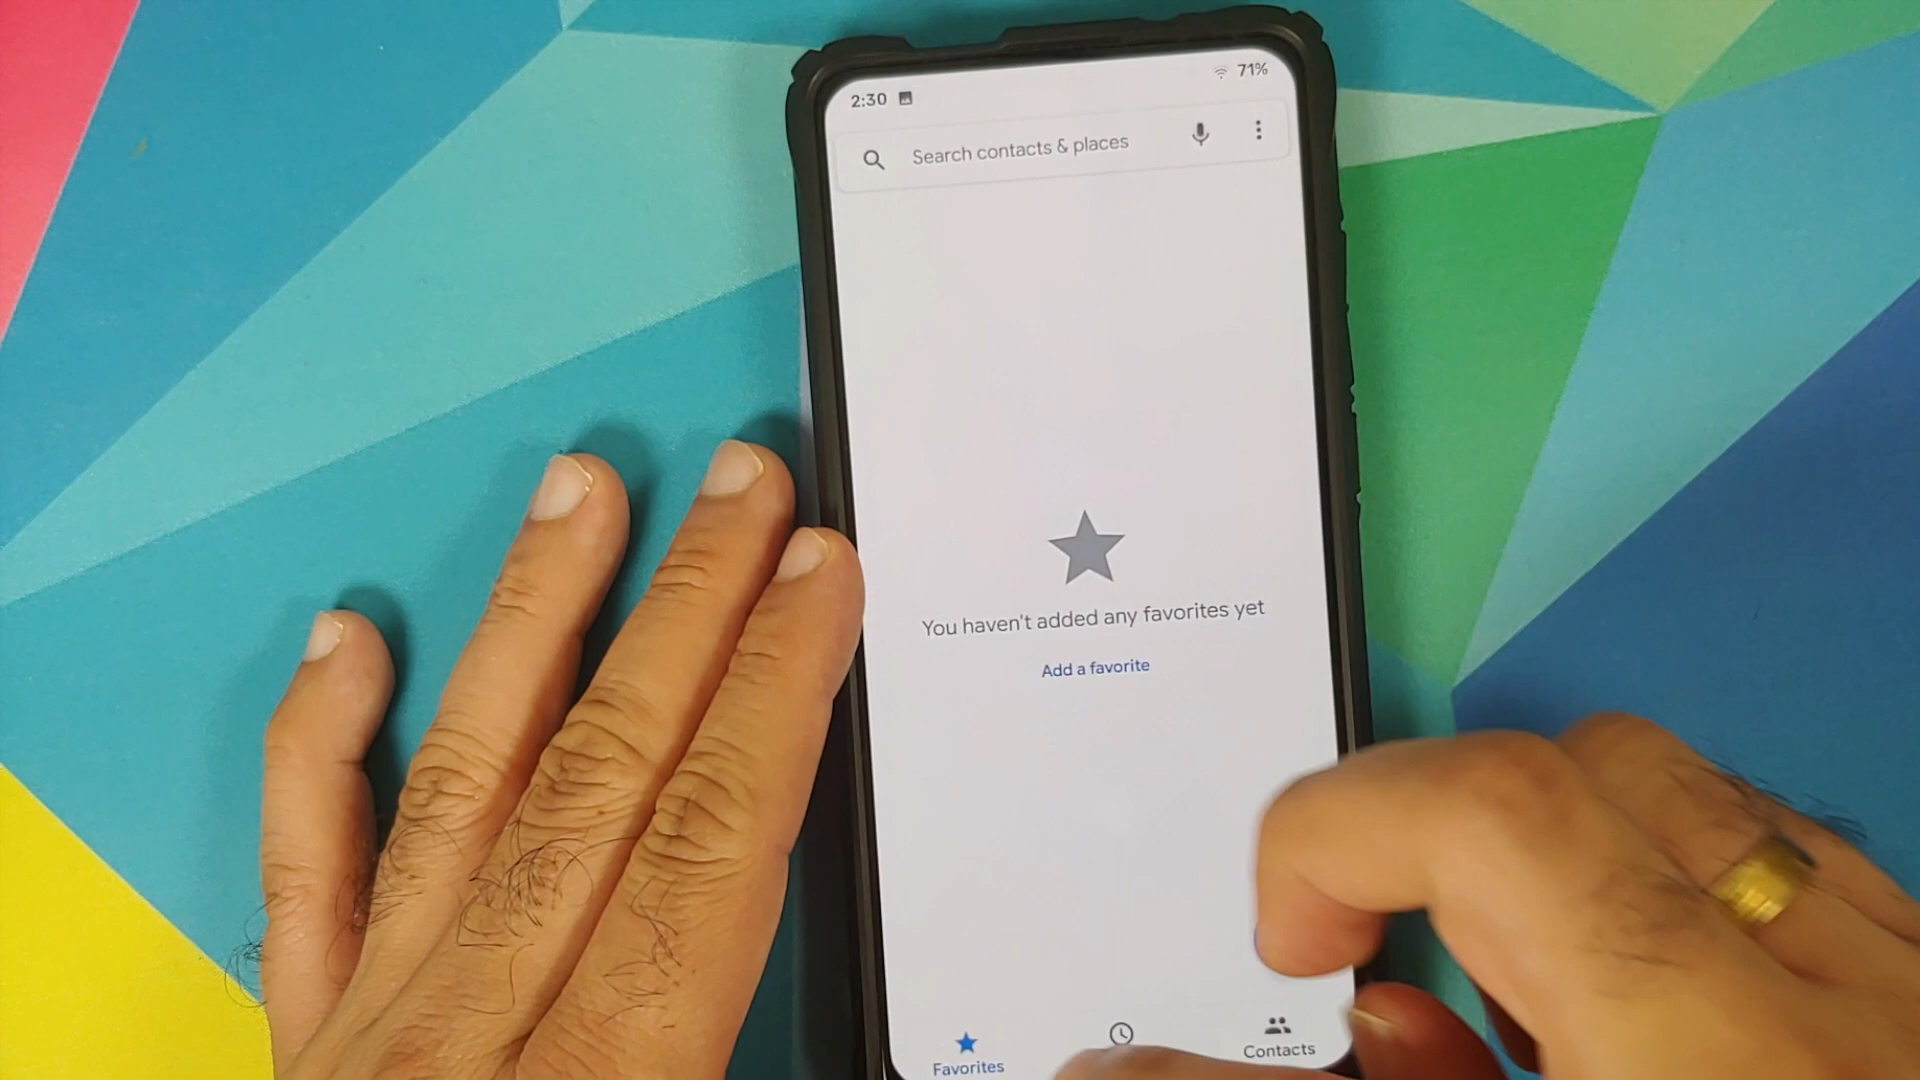 2:30
71%
Search contacts & places
You haven't added any favorites yet
Add a favorite
Favorites
Contacts